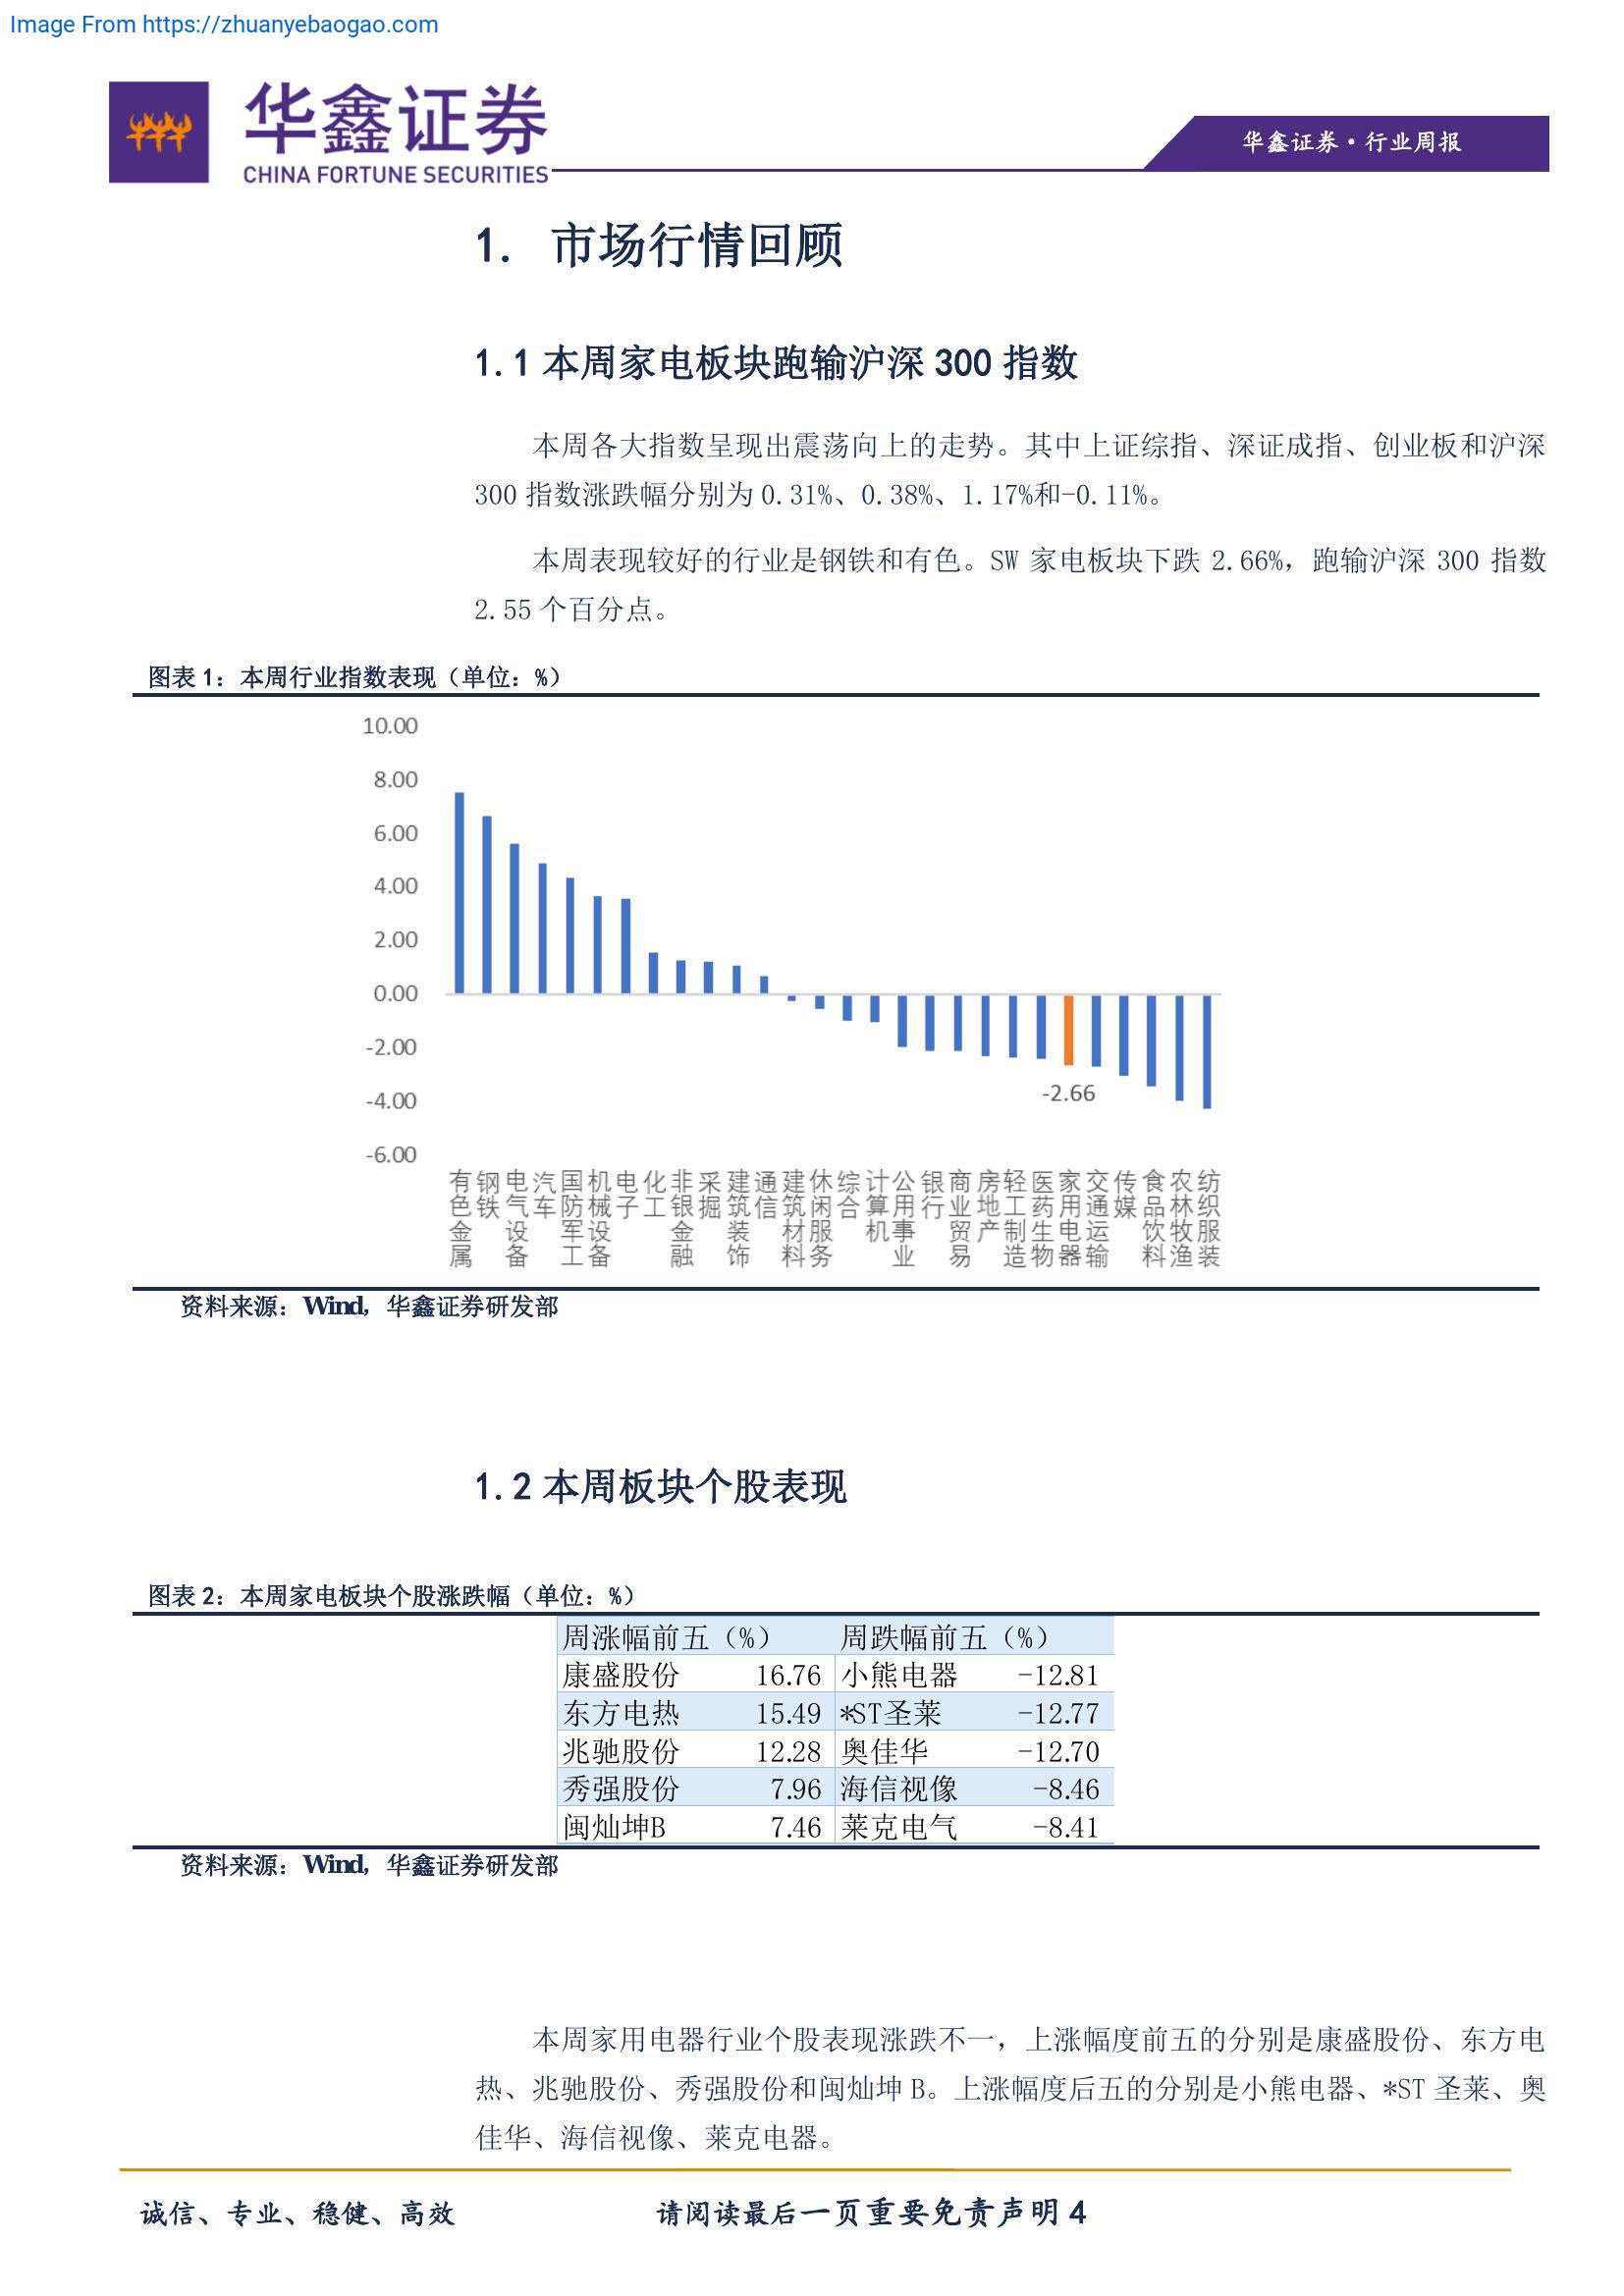 Image From https://zhuanyebaogao.com
华鑫证券
CHINA FORTUNE SECURITIES
华鑫证券·行业周报
1. 市场行情回顾
1.1 本周家电板块跑输沪深 300 指数
本周各大指数呈现出震荡向上的走势。其中上证综指、深证成指、创业板和沪深
300 指数涨跌幅分别为 0.31%、0.38%、1.17%和-0.11%。
本周表现较好的行业是钢铁和有色。SW 家电板块下跌 2.66%，跑输沪深 300 指数
2.55 个百分点。
图表 1：本周行业指数表现（单位：%）
10.00
8.00
6.00
4.00
2.00
0.00
-2.00
-4.00
-6.00
-2.66
有色金属
钢铁
电气设备
汽车
国防军工
机械设备
电子
化工
非银金融
采掘
建筑装饰
通信
建筑材料
休闲服务
综合
计算机
公用事业
银行
商业贸易
房地产
轻工制造
医药生物
家用电器
交通运输
传媒
食品饮料
农林牧渔
纺织服装
资料来源：Wind，华鑫证券研发部
1.2 本周板块个股表现
图表 2：本周家电板块个股涨跌幅（单位：%）
周涨幅前五（%） 周跌幅前五（%）
康盛股份 16.76 小熊电器 -12.81
东方电热 15.49 *ST圣莱 -12.77
兆驰股份 12.28 奥佳华 -12.70
秀强股份 7.96 海信视像 -8.46
闽灿坤B 7.46 莱克电气 -8.41
资料来源：Wind，华鑫证券研发部
本周家用电器行业个股表现涨跌不一，上涨幅度前五的分别是康盛股份、东方电
热、兆驰股份、秀强股份和闽灿坤 B。上涨幅度后五的分别是小熊电器、*ST 圣莱、奥
佳华、海信视像、莱克电器。
诚信、专业、稳健、高效 请阅读最后一页重要免责声明 4